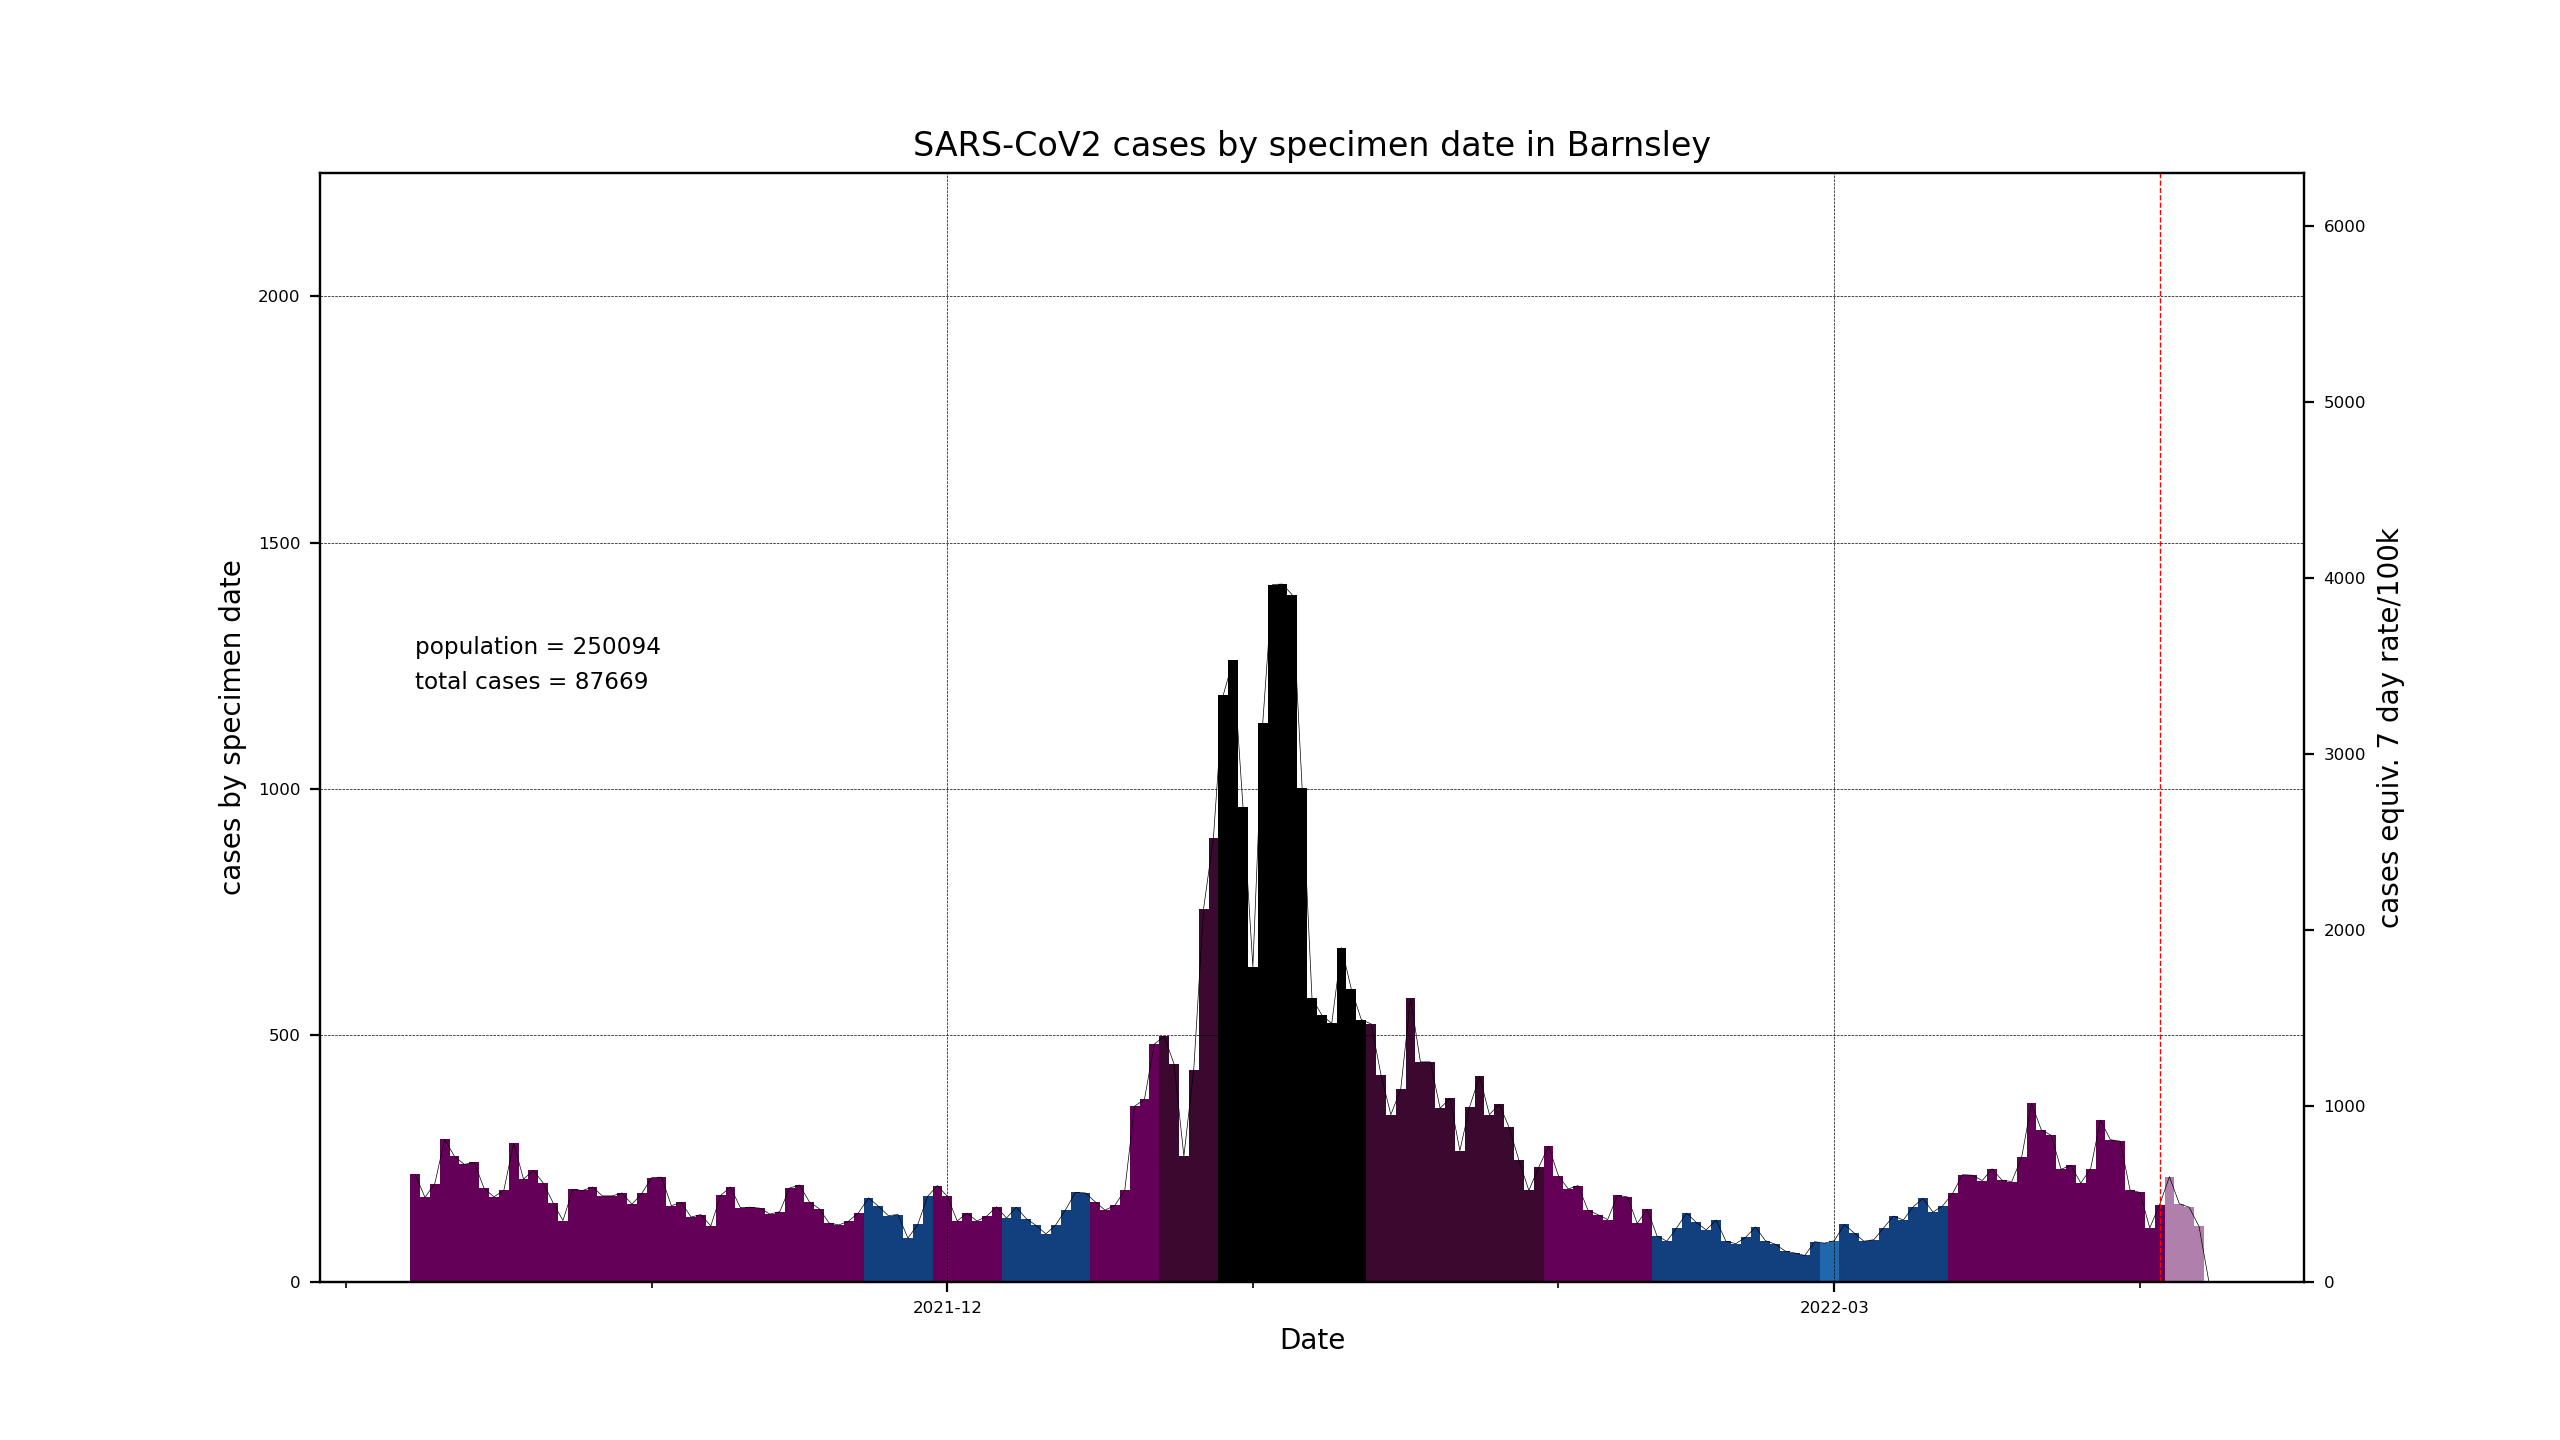 SARS-CoV2 cases by specimen date in Barnsley
cases by specimen date
2000
1500
1000
500
0
population = 250094
total cases = 87669
6000
5000
4000
3000
2000
1000
0
cases equiv. 7 day rate/100k
2021-12
2022-03
Date